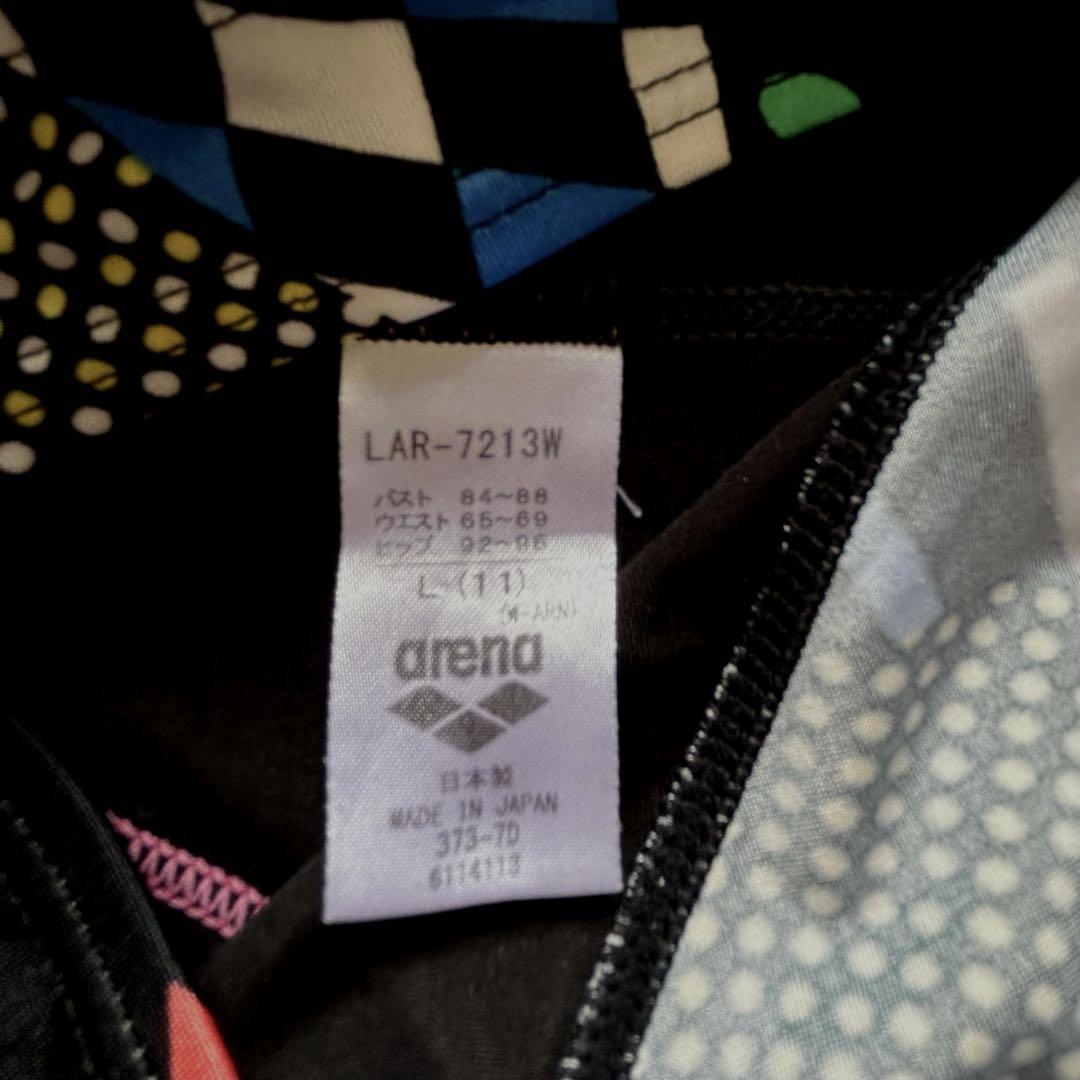 LAR-7213W
バスト 84~88
ウエスト 65~69
ヒップ 92~96
L-(11)
arena
日本製
MADE IN JAPAN
373-7D
6114113